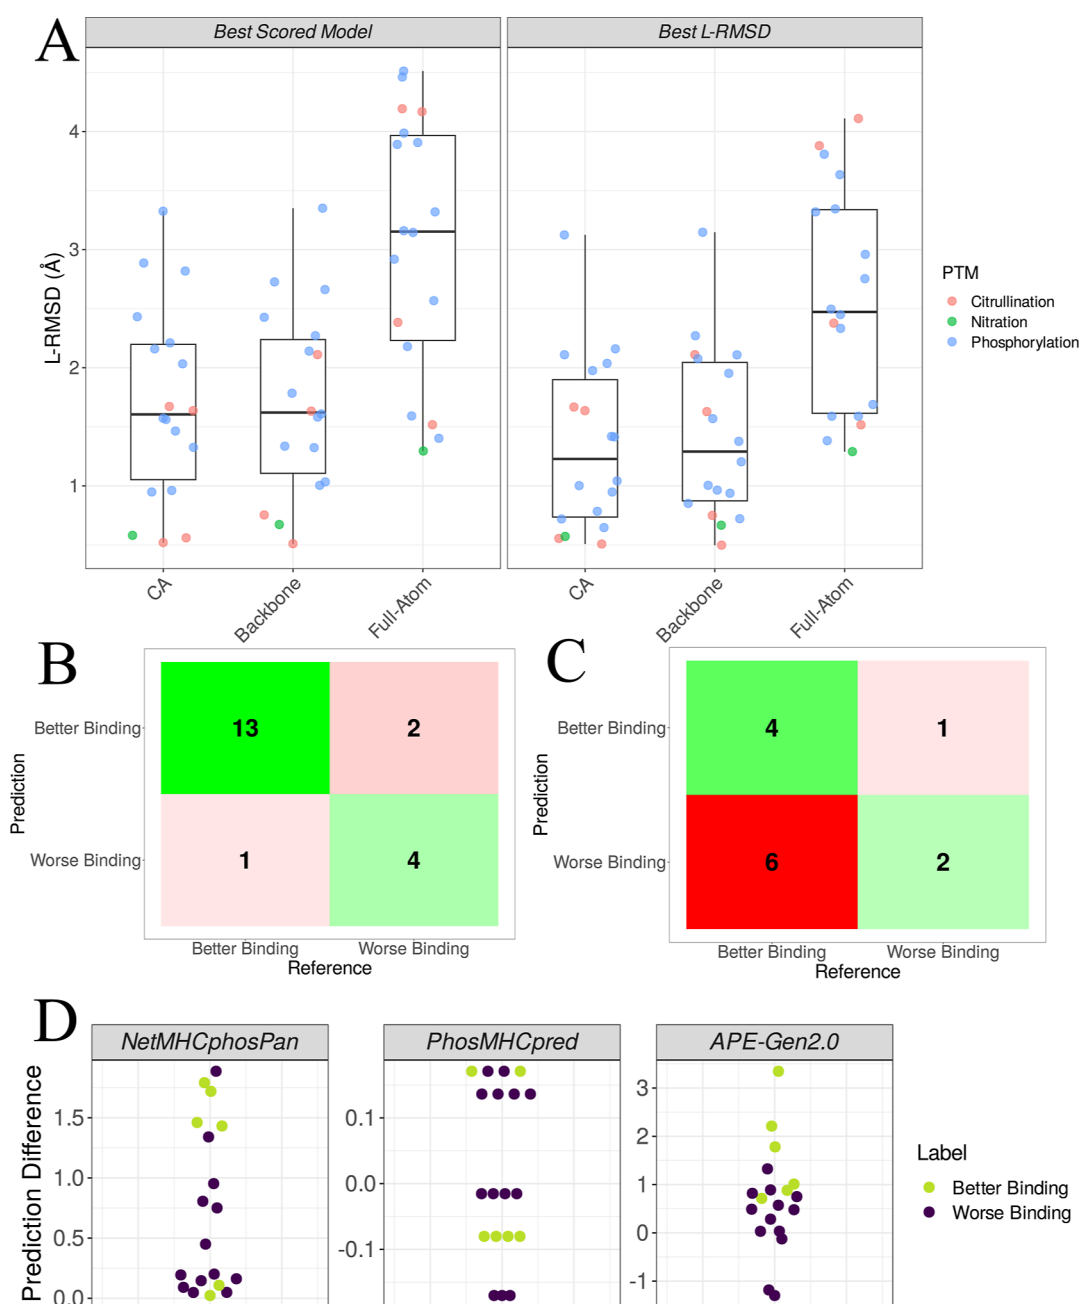 A
Best Scored Model
Best L-RMSD
L-RMSD (Å)
4
3
2
1
CA
Backbone
Full-Atom
CA
Backbone
Full-Atom
PTM
Citrullination
Nitration
Phosphorylation
B
Prediction
Better Binding
Worse Binding
13
2
1
4
Better Binding
Worse Binding
Reference
C
Prediction
Better Binding
Worse Binding
4
1
6
2
Better Binding
Worse Binding
Reference
D
NetMHCphosPan
PhosMHCpred
APE-Gen2.0
Prediction Difference
1.5
1.0
0.5
0.0
0.1
0.0
-0.1
3
2
1
0
-1
Label
Better Binding
Worse Binding